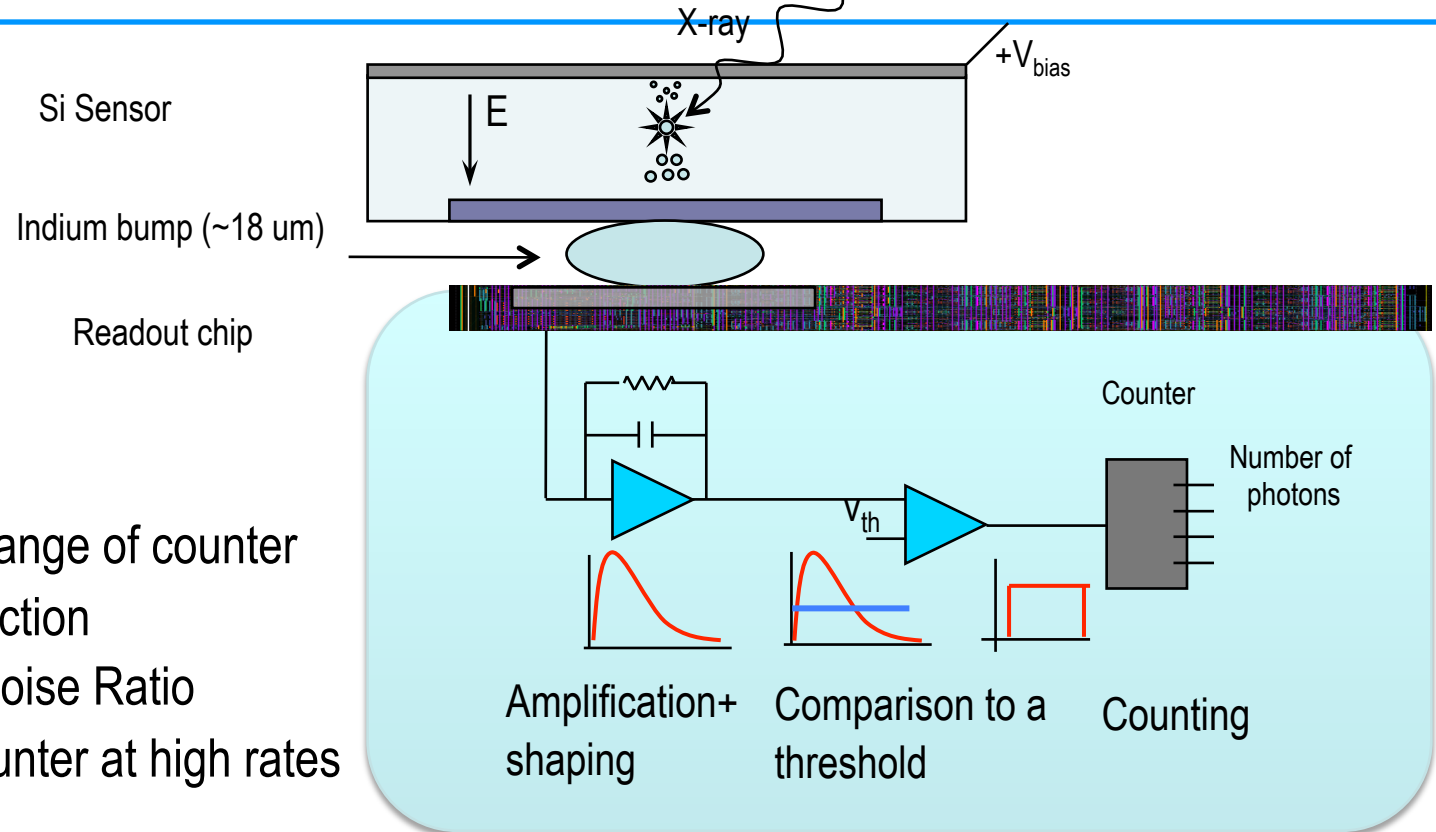 X-ray
+Vbias
Si Sensor
E
Indium bump (~18 um)
Readout chip
Counter
Number of
photons
Vth
ange of counter
ction
oise Ratio
unter at high rates
Amplification+
shaping
Comparison to a
threshold
Counting